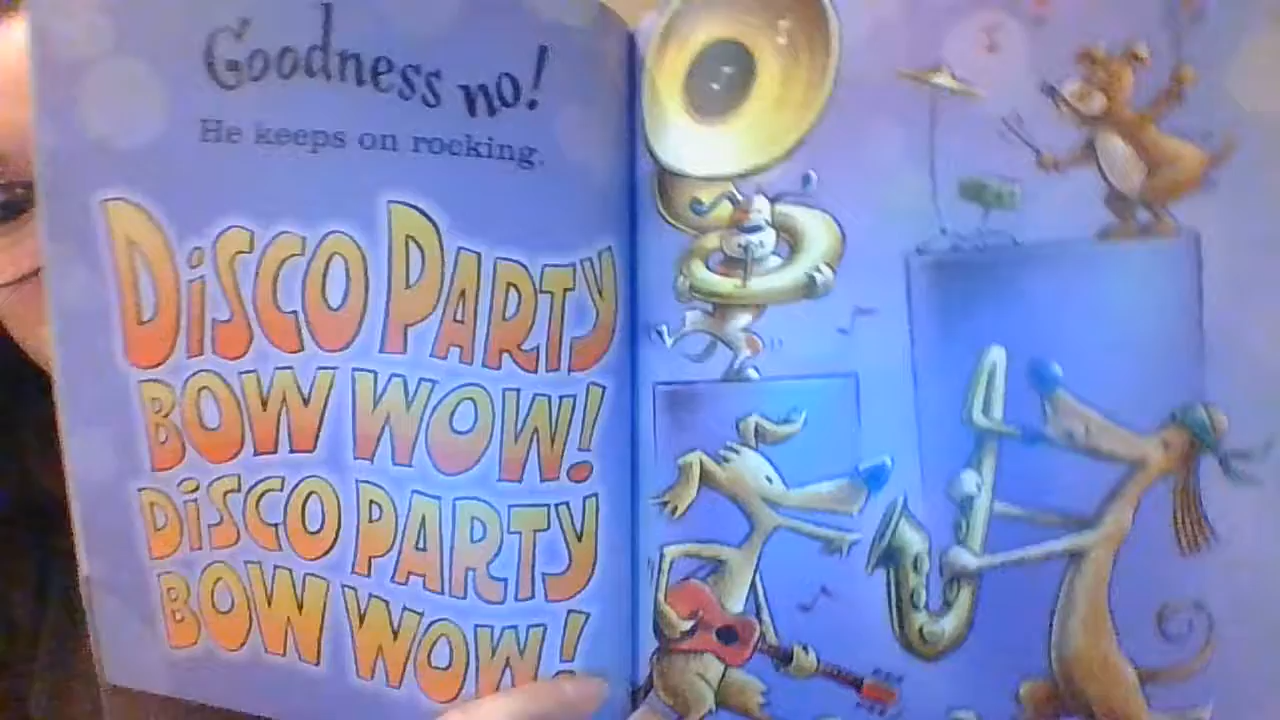 Goodness no!
He keeps on rocking.
DiSCO PARTY
BOW WOW!
DiSCO PARTY
BOW WOW!